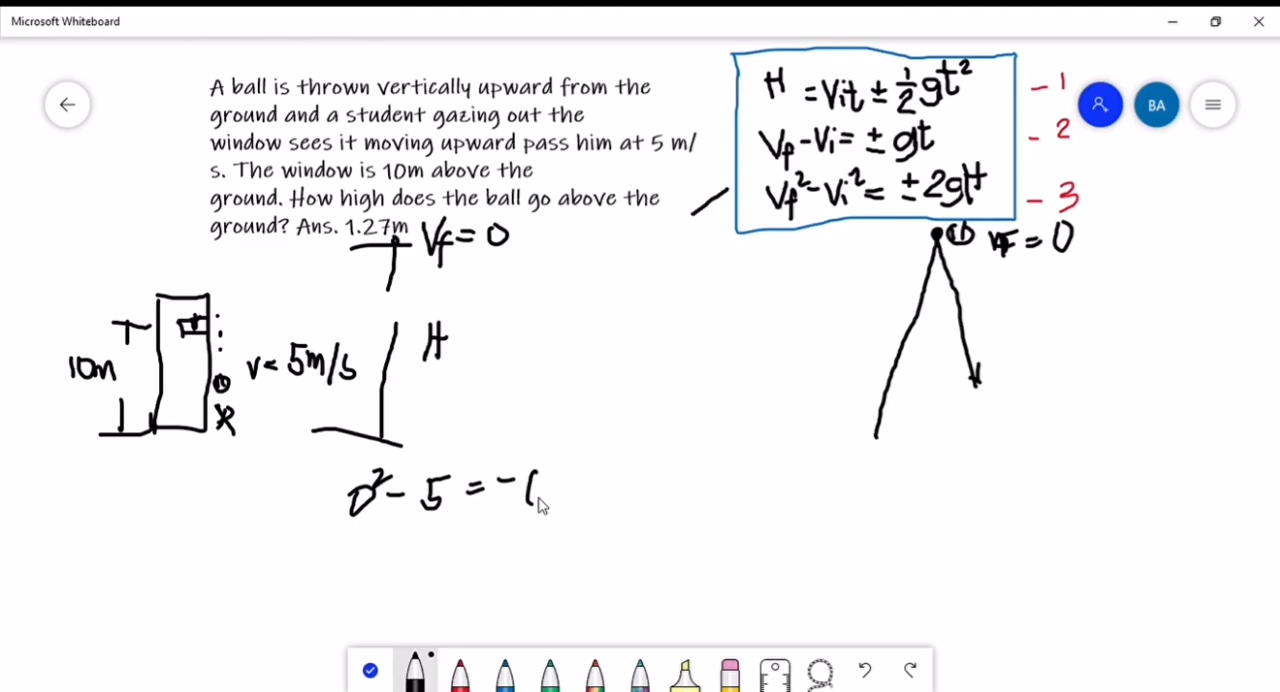 Microsoft Whiteboard
A ball is thrown vertically upward from the
ground and a student gazing out the
window sees it moving upward pass him at 5 m/
s. The window is 10m above the
ground. How high does the ball go above the
ground? Ans. 1.27m
H = Vit ± 1/2 gt² - 1
Vf - Vi = ± gt - 2
Vf² - Vi² = ± 2gH - 3
BA
Vf = 0
(1) Vf = 0
10m
V = 5m/s
H
0² - 5 = -(